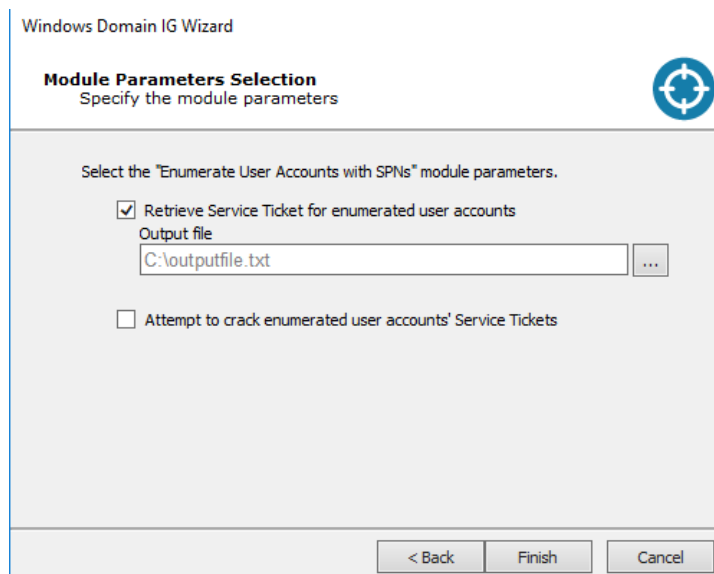 Windows Domain IG Wizard
Module Parameters Selection
Specify the module parameters
Select the "Enumerate User Accounts with SPNs" module parameters.
Retrieve Service Ticket for enumerated user accounts
Output file
C:\outputfile.txt
...
Attempt to crack enumerated user accounts' Service Tickets
< Back
Finish
Cancel